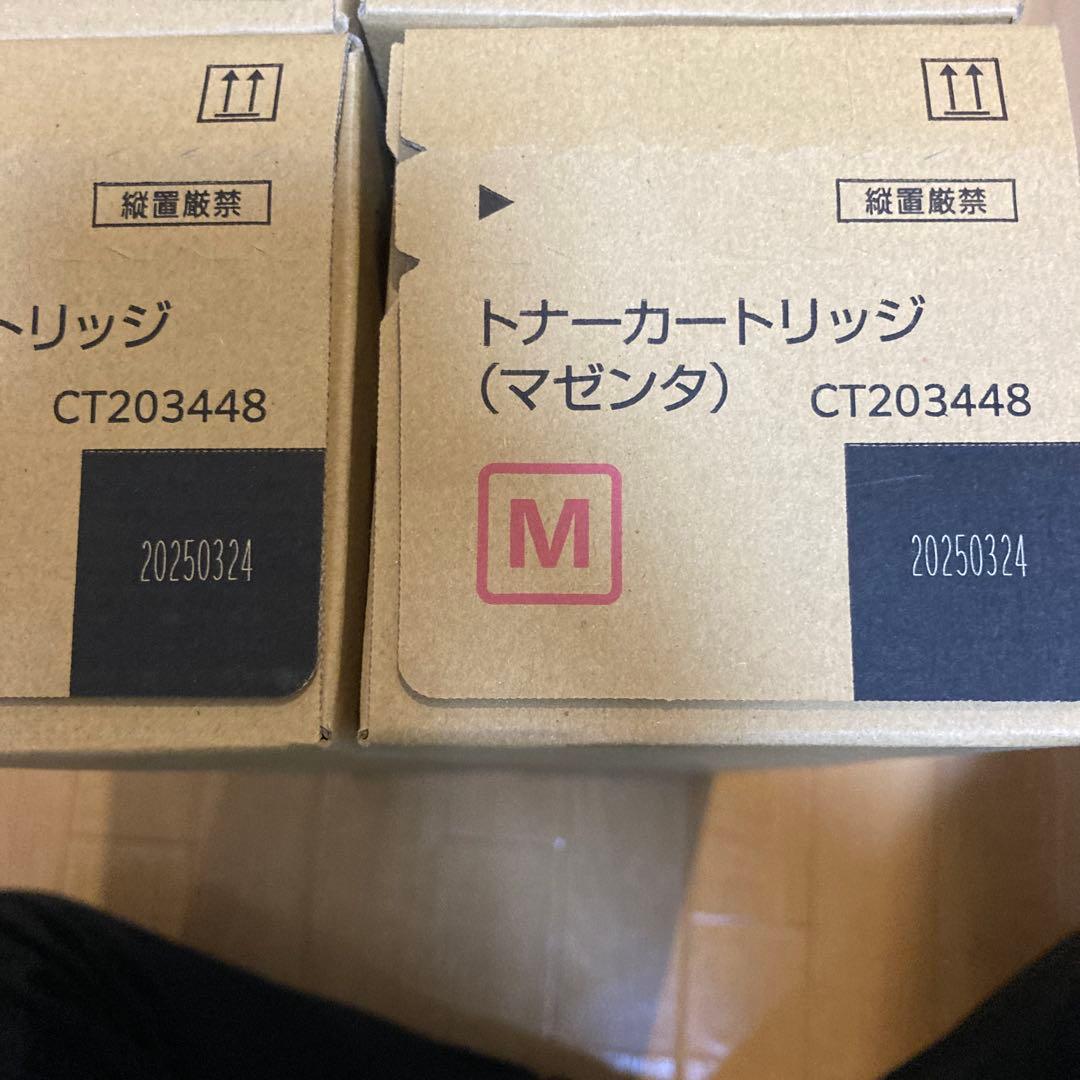 縦置厳禁
トリッジ
CT203448
20250324
縦置厳禁
トナーカートリッジ
（マゼンタ） CT203448
M
20250324